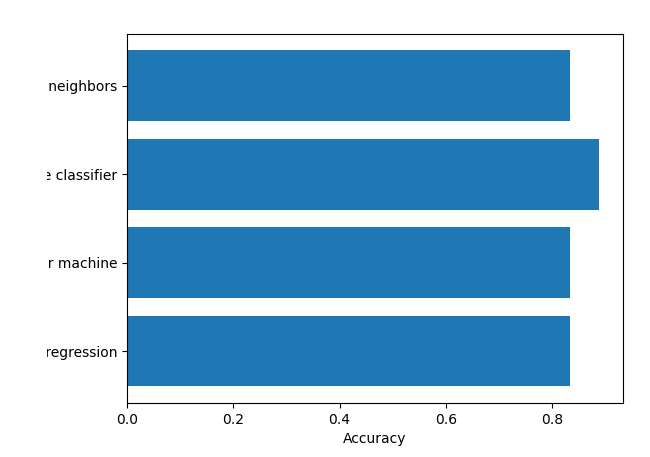 neighbors
classifier
machine
regression
0.0 0.2 0.4 0.6 0.8
Accuracy